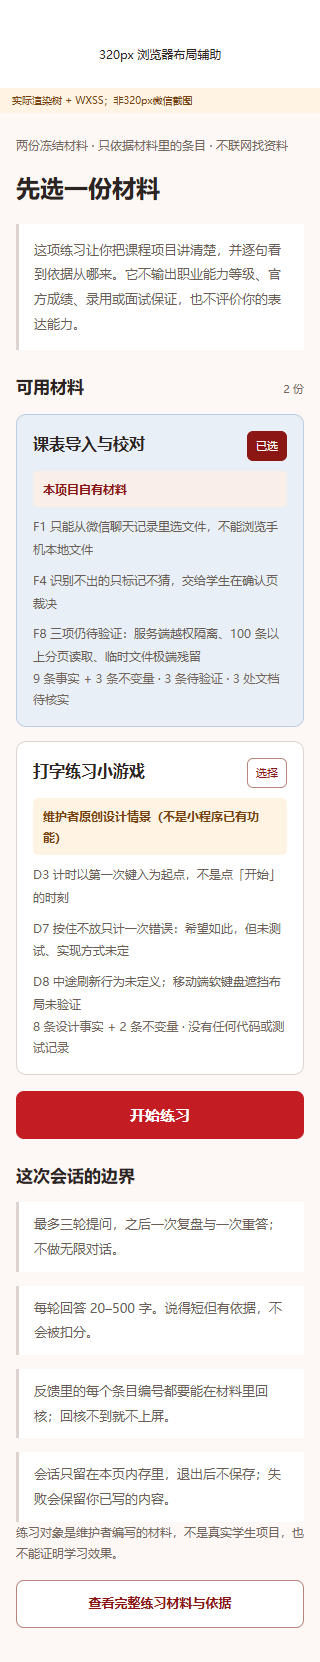 320px 浏览器布局辅助
实际渲染树 + WXSS；非320px微信截图
两份冻结材料 · 只依据材料里的条目 · 不联网找资料
先选一份材料
这项练习让你把课程项目讲清楚，并逐句看
到依据从哪来。它不输出职业能力等级、官
方成绩、录用或面试保证，也不评价你的表
达能力。
可用材料
2 份
课表导入与校对
已选
本项目自有材料
F1 只能从微信聊天记录里选文件，不能浏览手
机本地文件
F4 识别不出的只标记不猜，交给学生在确认页
裁决
F8 三项仍待验证：服务端越权隔离、100 条以
上分页读取、临时文件极端残留
9 条事实 + 3 条不变量 · 3 条待验证 · 3 处文档
待核实
打字练习小游戏
选择
维护者原创设计情景（不是小程序已有功
能）
D3 计时以第一次键入为起点，不是点「开始」
的时刻
D7 按住不放只计一次错误：希望如此，但未测
试、实现方式未定
D8 中途刷新行为未定义；移动端软键盘遮挡布
局未验证
8 条设计事实 + 2 条不变量 · 没有任何代码或测
试记录
开始练习
这次会话的边界
最多三轮提问，之后一次复盘与一次重答；
不做无限对话。
每轮回答 20–500 字。说得短但有依据，不
会被扣分。
反馈里的每个条目编号都要能在材料里回
核；回核不到就不上屏。
会话只留在本页内存里，退出后不保存；失
败会保留你已写的内容。
练习对象是维护者编写的材料，不是真实学生项目，也
不能证明学习效果。
查看完整练习材料与依据